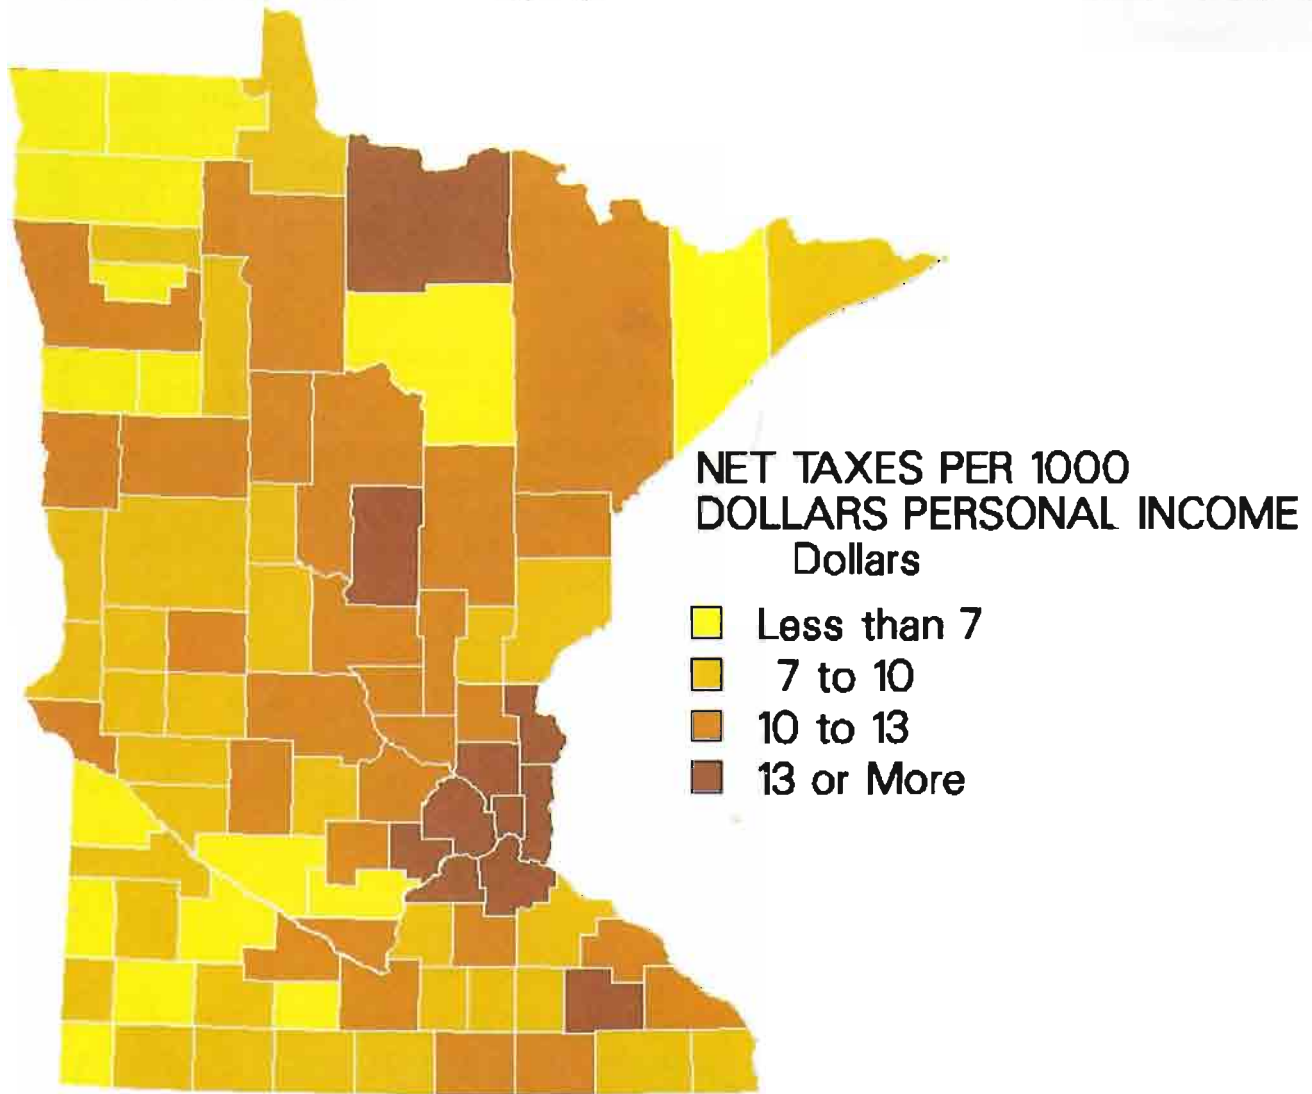 NET TAXES PER 1000
DOLLARS PERSONAL INCOME
Dollars
Less than 7
7 to 10
10 to 13
13 or More